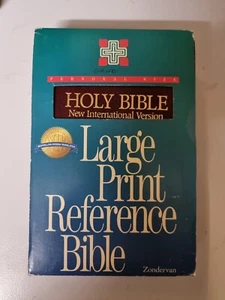 PERSONAL SIZE
HOLY BIBLE
New International Version
Large
Print
Reference
Bible
Zondervan